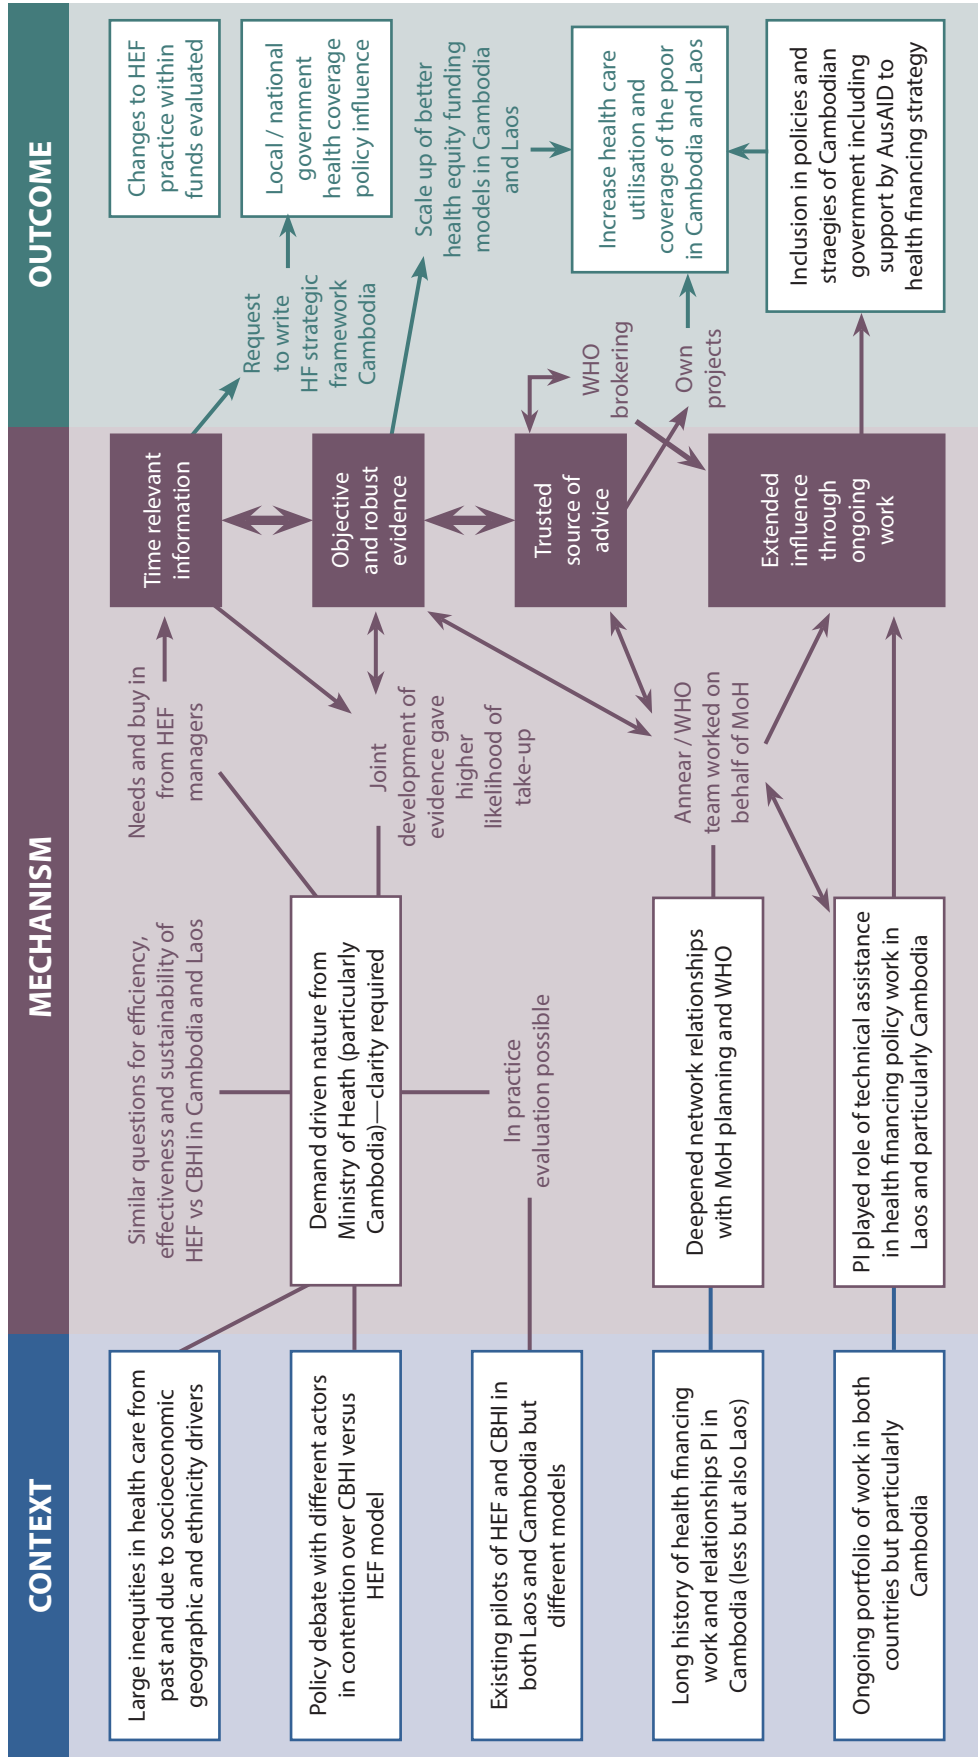 CONTEXT
MECHANISM
OUTCOME
Large inequities in health care from
past and due to socioeconomic
geographic and ethnicity drivers
Policy debate with different actors
in contention over CBHI versus
HEF model
Existing pilots of HEF and CBHI in
both Laos and Cambodia but
different models
Long history of health financing
work and relationships PI in
Cambodia (less but also Laos)
Ongoing portfolio of work in both
countries but particularly
Cambodia
Similar questions for efficiency,
effectiveness and sustainability of
HEF vs CBHI in Cambodia and Laos
Demand driven nature from
Ministry of Heath (particularly
Cambodia)—clarity required
In practice
evaluation possible
Deepened network relationships
with MoH planning and WHO
PI played role of technical assistance
in health financing policy work in
Laos and particularly Cambodia
Needs and buy in
from HEF
managers
Joint
development of
evidence gave
higher
likelihood of
take-up
Annear / WHO
team worked on
behalf of MoH
Time relevant
information
Objective
and robust
evidence
Trusted
source of
advice
Extended
influence
through
ongoing
work
Request
to write
HF strategic
framework
Cambodia
WHO
brokering
Own
projects
Changes to HEF
practice within
funds evaluated
Local / national
government
health coverage
policy influence
Scale up of better
health equity funding
models in Cambodia
and Laos
Increase health care
utilisation and
coverage of the poor
in Cambodia and Laos
Inclusion in policies and
straegies of Cambodian
government including
support by AusAID to
health financing strategy